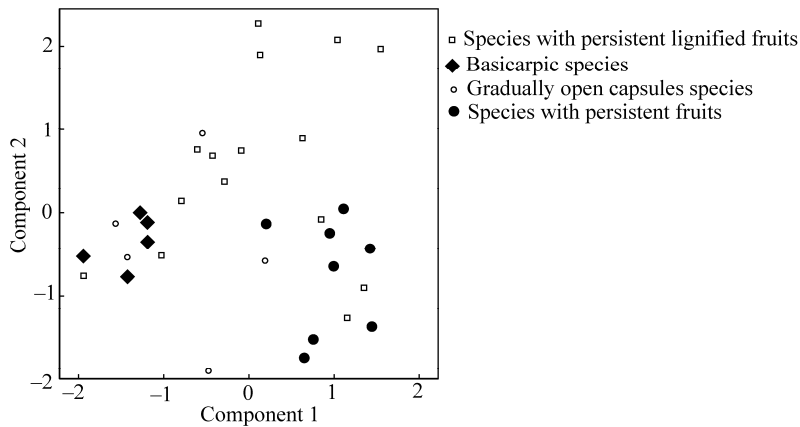 2
1
0
−1
−2
Component 2
−2
−1
0
1
2
Component 1
Species with persistent lignified fruits
Basicarpic species
Gradually open capsules species
Species with persistent fruits